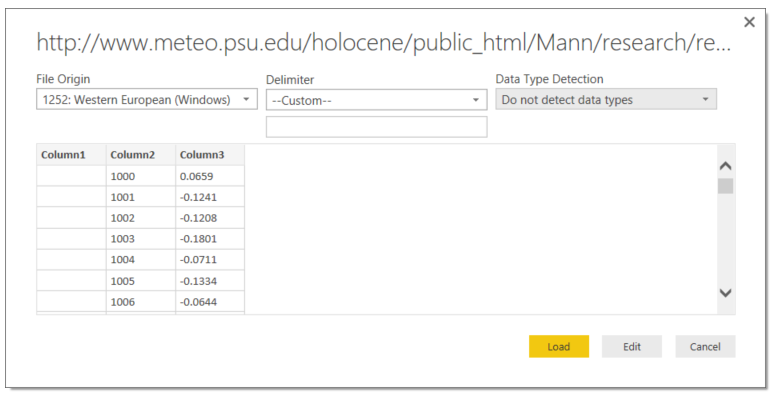 http://www.meteo.psu.edu/holocene/public_html/Mann/research/re...
File Origin Delimiter Data Type Detection
1252: Western European (Windows) --Custom-- Do not detect data types
Column1 Column2 Column3
1000 0.0659
1001 -0.1241
1002 -0.1208
1003 -0.1801
1004 -0.0711
1005 -0.1334
1006 -0.0644
Load Edit Cancel